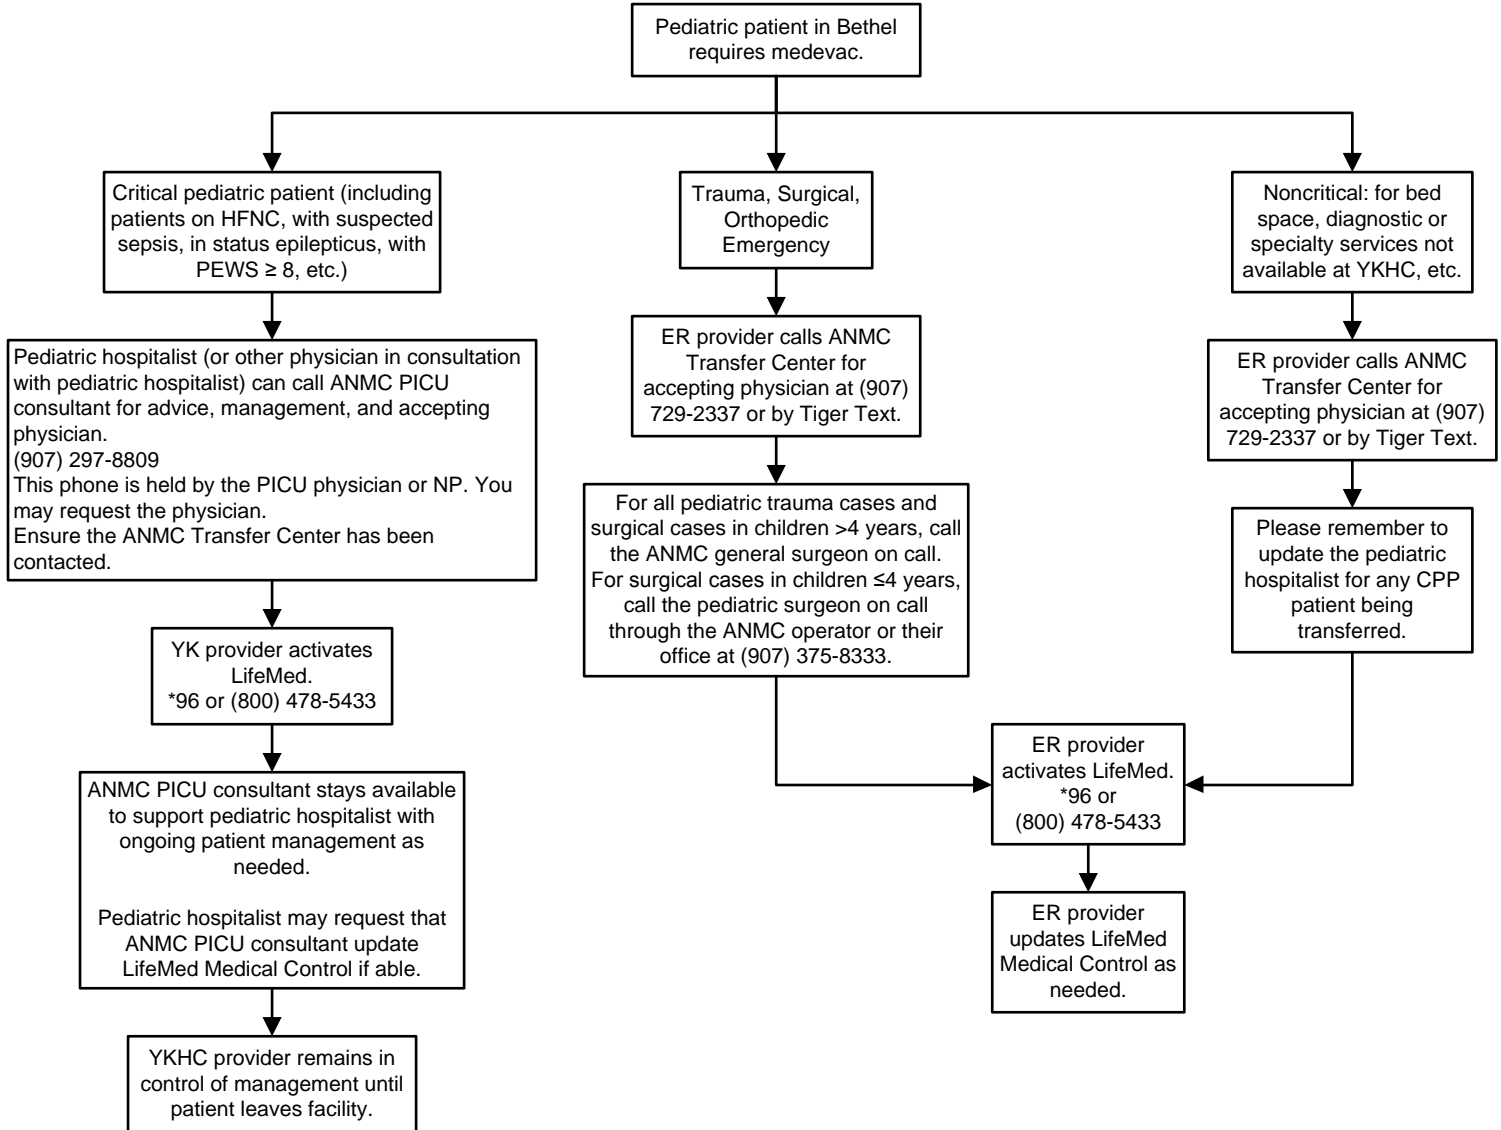 Pediatric patient in Bethel
requires medevac.
Critical pediatric patient (including
patients on HFNC, with suspected
sepsis, in status epilepticus, with
PEWS ≥ 8, etc.)
Pediatric hospitalist (or other physician in consultation
with pediatric hospitalist) can call ANMC PICU
consultant for advice, management, and accepting
physician.
(907) 297-8809
This phone is held by the PICU physician or NP. You
may request the physician.
Ensure the ANMC Transfer Center has been
contacted.
YK provider activates
LifeMed.
*96 or (800) 478-5433
ANMC PICU consultant stays available
to support pediatric hospitalist with
ongoing patient management as
needed.
Pediatric hospitalist may request that
ANMC PICU consultant update
LifeMed Medical Control if able.
YKHC provider remains in
control of management until
patient leaves facility.
Trauma, Surgical,
Orthopedic
Emergency
ER provider calls ANMC
Transfer Center for
accepting physician at (907)
729-2337 or by Tiger Text.
For all pediatric trauma cases and
surgical cases in children >4 years, call
the ANMC general surgeon on call.
For surgical cases in children ≤4 years,
call the pediatric surgeon on call
through the ANMC operator or their
office at (907) 375-8333.
Noncritical: for bed
space, diagnostic or
specialty services not
available at YKHC, etc.
ER provider calls ANMC
Transfer Center for
accepting physician at (907)
729-2337 or by Tiger Text.
Please remember to
update the pediatric
hospitalist for any CPP
patient being
transferred.
ER provider
activates LifeMed.
*96 or
(800) 478-5433
ER provider
updates LifeMed
Medical Control as
needed.